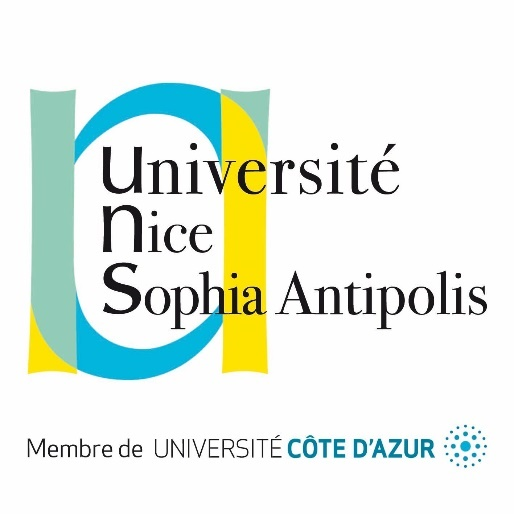 université
nice
Sophia Antipolis
Membre de UNIVERSITÉ CÔTE D'AZUR